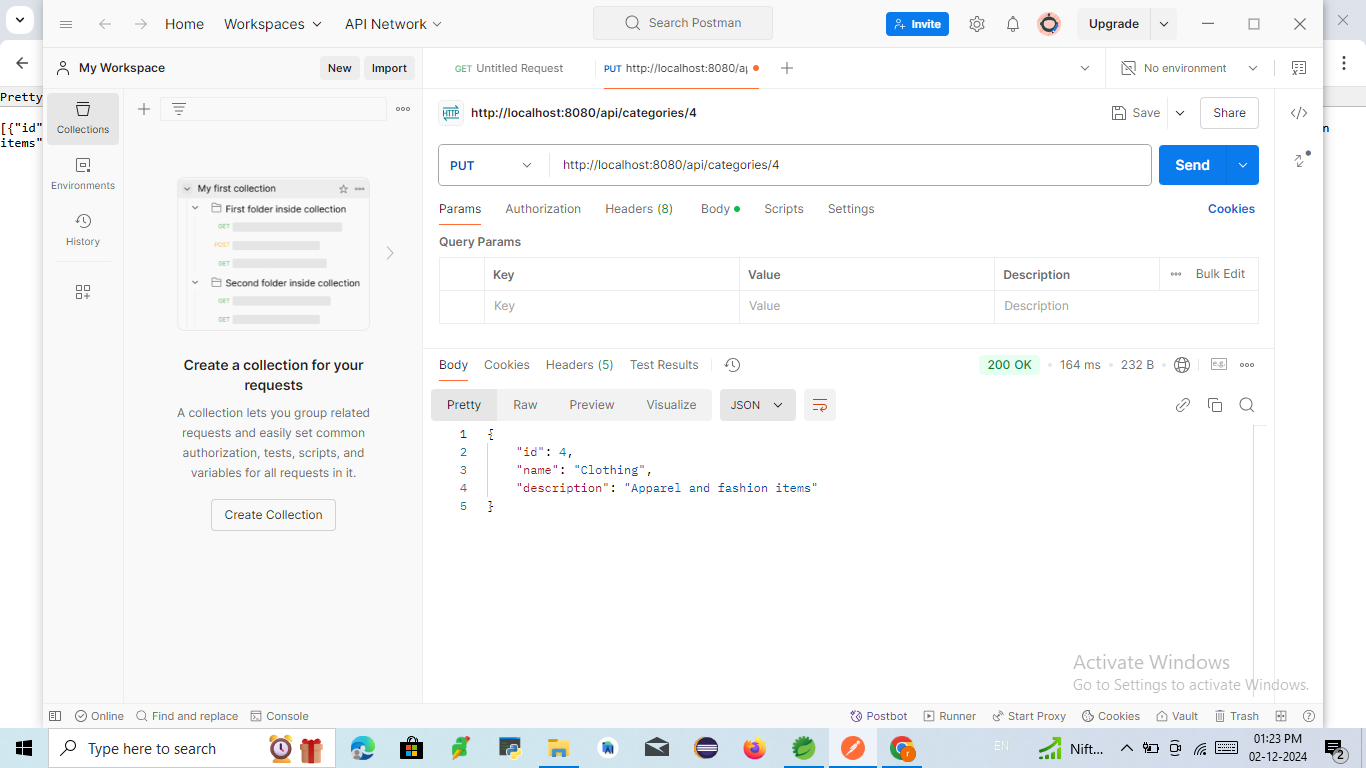 Home Workspaces API Network Search Postman Invite Upgrade
My Workspace New Import GET Untitled Request PUT http://localhost:8080/ap No environment
Pretty
[{"id"
items"
n
Collections
Environments
History
My first collection
First folder inside collection
GET
POST
GET
Second folder inside collection
GET
GET
Create a collection for your
requests
A collection lets you group related
requests and easily set common
authorization, tests, scripts, and
variables for all requests in it.
Create Collection
HTTP http://localhost:8080/api/categories/4 Save Share
PUT http://localhost:8080/api/categories/4 Send
Params Authorization Headers (8) Body Scripts Settings Cookies
Query Params
Key Value Description Bulk Edit
Key Value Description
Body Cookies Headers (5) Test Results 200 OK 164 ms 232 B e.g.
Pretty Raw Preview Visualize JSON
1 {
2 "id": 4,
3 "name": "Clothing",
4 "description": "Apparel and fashion items"
5 }
Activate Windows
Go to Settings to activate Windows.
Online Find and replace Console Postbot Runner Start Proxy Cookies Vault Trash
Type here to search EN Nift... 01:23 PM
02-12-2024 2